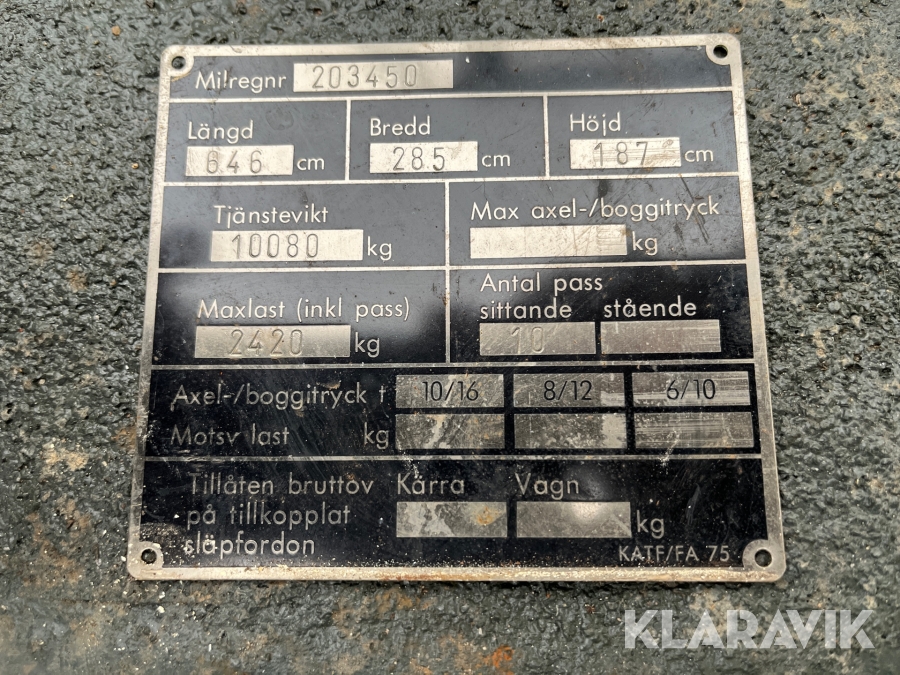 Milregnr 203450
Längd Bredd Höjd
646 cm 285 cm 187 cm
Tjänstevikt Max axel-/boggitryck
10080 kg kg
Antal pass
Maxlast (inkl pass) sittande stående
2420 kg 10
Axel-/boggitryck t 10/16 8/12 6/10
Motsv last kg
Tillåten bruttov Kärra Vagn
på tillkopplat kg
släpfordon KATF/FA 75
KLARAVIK